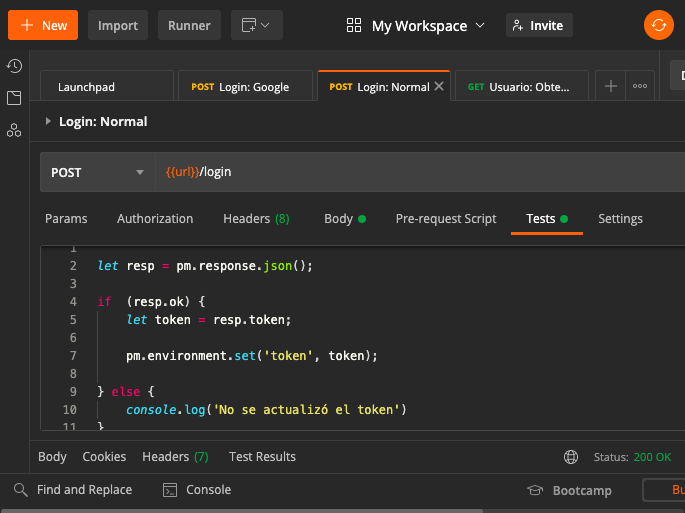 + New Import Runner My Workspace Invite
Launchpad POST Login: Google POST Login: Normal GET Usuario: Obte...
Login: Normal
POST {{url}}/login
Params Authorization Headers (8) Body Pre-request Script Tests Settings
1
2 let resp = pm.response.json();
3
4 if (resp.ok) {
5 let token = resp.token;
6
7 pm.environment.set('token', token);
8
9 } else {
10 console.log('No se actualizó el token')
11 }
Body Cookies Headers (7) Test Results Status: 200 OK
Find and Replace Console Bootcamp Bu